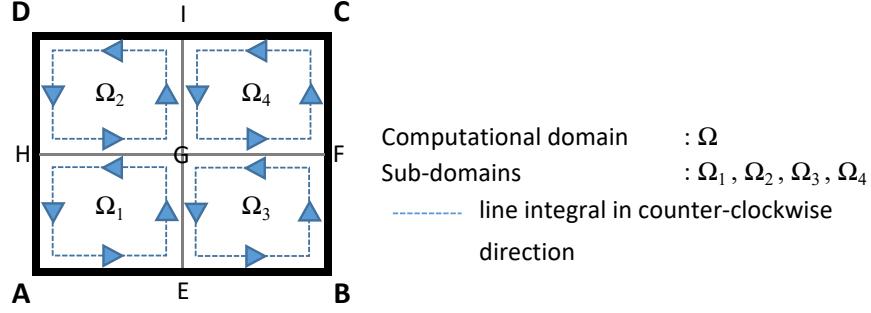 D I C
Ω2 Ω4
H G F
Ω1 Ω3
A E B
Computational domain : Ω
Sub-domains : Ω1 , Ω2 , Ω3 , Ω4
line integral in counter-clockwise
direction